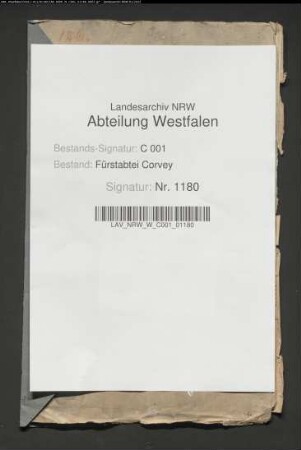 Landesarchiv NRW
Abteilung Westfalen
Bestands-Signatur: C 001
Bestand: Fürstabtei Corvey
Signatur: Nr. 1180
LAV_NRW_W_C001_01180